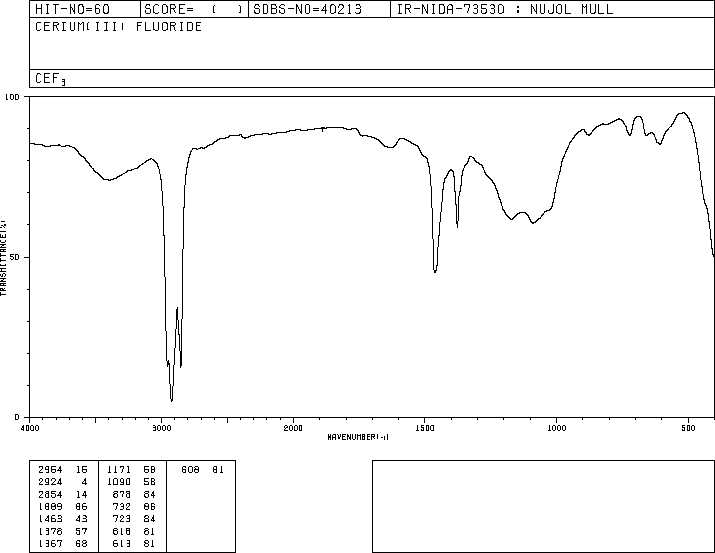 HIT-NO=60 SCORE= ( ) SDBS-NO=40213 IR-NIDA-73530 : NUJOL MULL
CERIUM(III) FLUORIDE
CEF3
100
50
0
TRANSMITTANCE(%)
4000 3000 2000 1500 1000 500
WAVENUMBER(-1)
2954 16 1171 60 608 81
2924 4 1090 58
2854 14 878 84
1889 86 732 86
1463 43 723 84
1378 57 618 81
1367 68 613 81